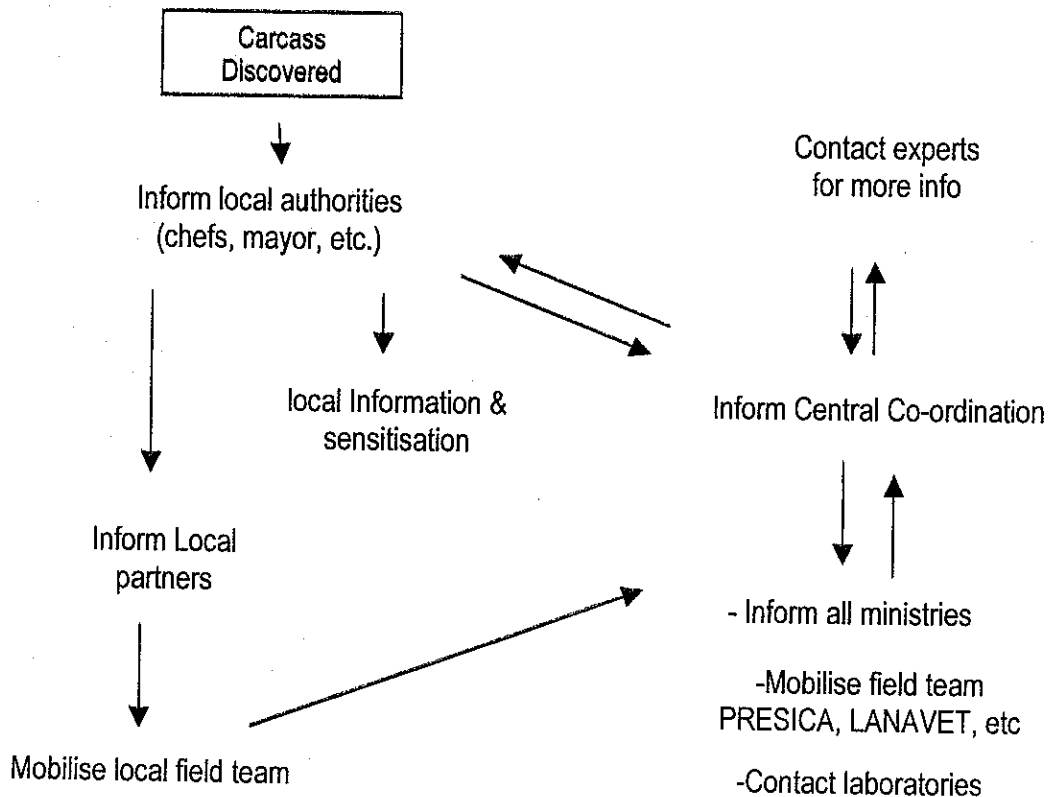 Carcass
Discovered
Inform local authorities
(chefs, mayor, etc.)
Contact experts
for more info
local Information &
sensitisation
Inform Central Co-ordination
Inform Local
partners
Mobilise local field team
- Inform all ministries
-Mobilise field team
PRESICA, LANAVET, etc
-Contact laboratories